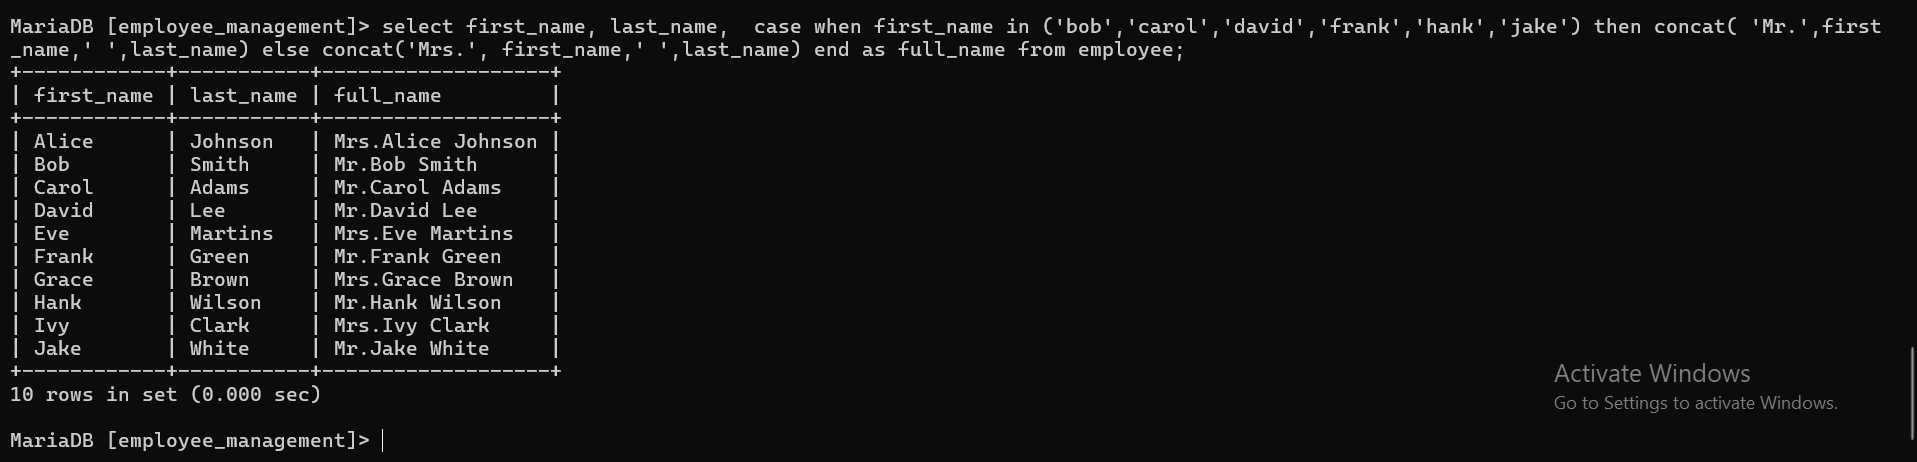 MariaDB [employee_management]> select first_name, last_name,  case when first_name in ('bob','carol','david','frank','hank','jake') then concat( 'Mr.',first
_name,' ',last_name) else concat('Mrs.', first_name,' ',last_name) end as full_name from employee;
+------------+-----------+-------------------+
| first_name | last_name | full_name         |
+------------+-----------+-------------------+
| Alice      | Johnson   | Mrs.Alice Johnson |
| Bob        | Smith     | Mr.Bob Smith      |
| Carol      | Adams     | Mr.Carol Adams    |
| David      | Lee       | Mr.David Lee      |
| Eve        | Martins   | Mrs.Eve Martins   |
| Frank      | Green     | Mr.Frank Green    |
| Grace      | Brown     | Mrs.Grace Brown   |
| Hank       | Wilson    | Mr.Hank Wilson    |
| Ivy        | Clark     | Mrs.Ivy Clark     |
| Jake       | White     | Mr.Jake White     |
+------------+-----------+-------------------+
10 rows in set (0.000 sec)
MariaDB [employee_management]>
Activate Windows
Go to Settings to activate Windows.